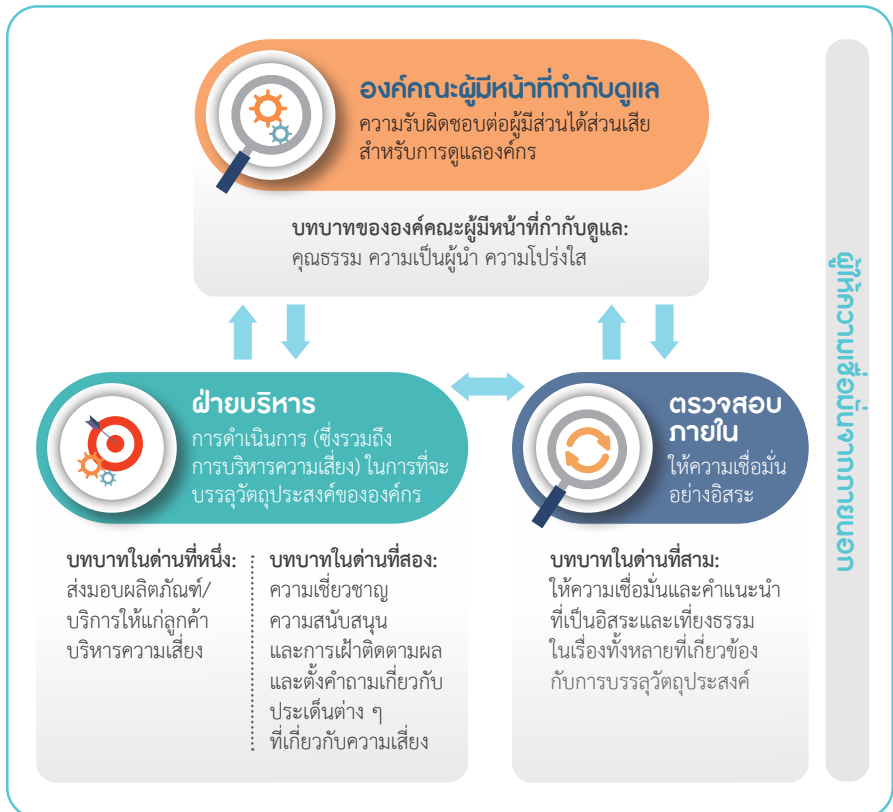 องค์คณะผู้มีหน้าที่กำกับดูแล
ความรับผิดชอบต่อผู้มีส่วนได้ส่วนเสีย
สำหรับการดูแลองค์กร
บทบาทขององค์คณะผู้มีหน้าที่กำกับดูแล:
คุณธรรม ความเป็นผู้นำ ความโปร่งใส
ฝ่ายบริหาร
การดำเนินการ (ซึ่งรวมถึง
การบริหารความเสี่ยง) ในการที่จะ
บรรลุวัตถุประสงค์ขององค์กร
บทบาทในด่านที่หนึ่ง:
ส่งมอบผลิตภัณฑ์/
บริการให้แก่ลูกค้า
บริหารความเสี่ยง
บทบาทในด่านที่สอง:
ความเชี่ยวชาญ
ความสนับสนุน
และการเฝ้าติดตามผล
และตั้งคำถามเกี่ยวกับ
ประเด็นต่าง ๆ
ที่เกี่ยวกับความเสี่ยง
ตรวจสอบ
ภายใน
ให้ความเชื่อมั่น
อย่างอิสระ
บทบาทในด่านที่สาม:
ให้ความเชื่อมั่นและคำแนะนำ
ที่เป็นอิสระและเที่ยงธรรม
ในเรื่องทั้งหลายที่เกี่ยวข้อง
กับการบรรลุวัตถุประสงค์
ผู้ให้ความเชื่อมั่นจากภายนอก